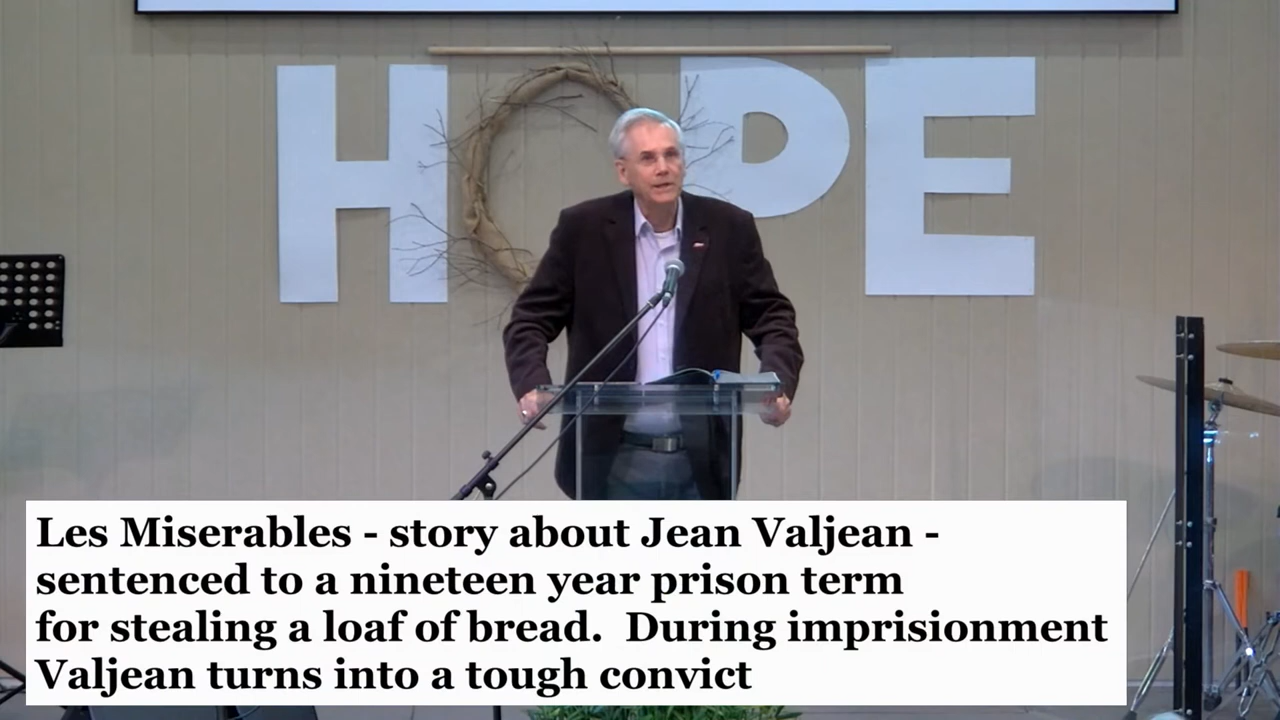 HOPE
Les Miserables - story about Jean Valjean -
sentenced to a nineteen year prison term
for stealing a loaf of bread.  During imprisionment
Valjean turns into a tough convict